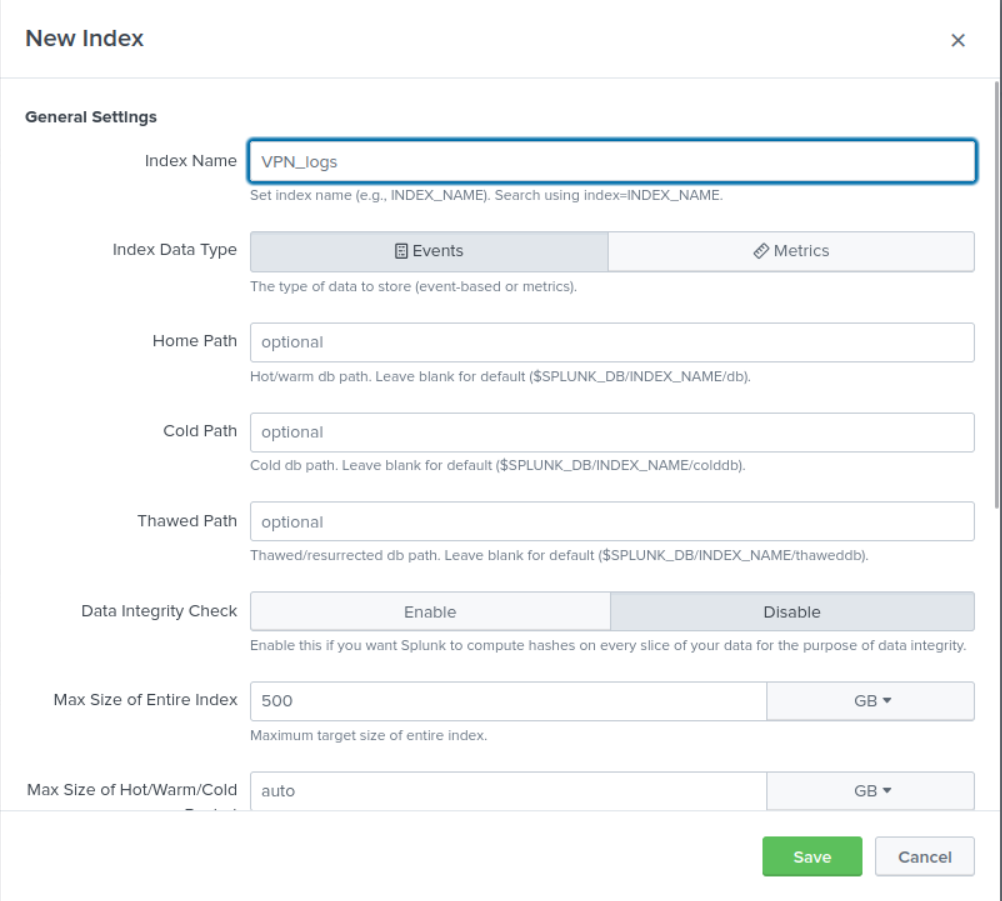 New Index
General Settings
Index Name VPN_logs
Set index name (e.g., INDEX_NAME). Search using index=INDEX_NAME.
Index Data Type Events Metrics
The type of data to store (event-based or metrics).
Home Path optional
Hot/warm db path. Leave blank for default ($SPLUNK_DB/INDEX_NAME/db).
Cold Path optional
Cold db path. Leave blank for default ($SPLUNK_DB/INDEX_NAME/colddb).
Thawed Path optional
Thawed/resurrected db path. Leave blank for default ($SPLUNK_DB/INDEX_NAME/thaweddb).
Data Integrity Check Enable Disable
Enable this if you want Splunk to compute hashes on every slice of your data for the purpose of data integrity.
Max Size of Entire Index 500 GB
Maximum target size of entire index.
Max Size of Hot/Warm/Cold auto GB
Save Cancel